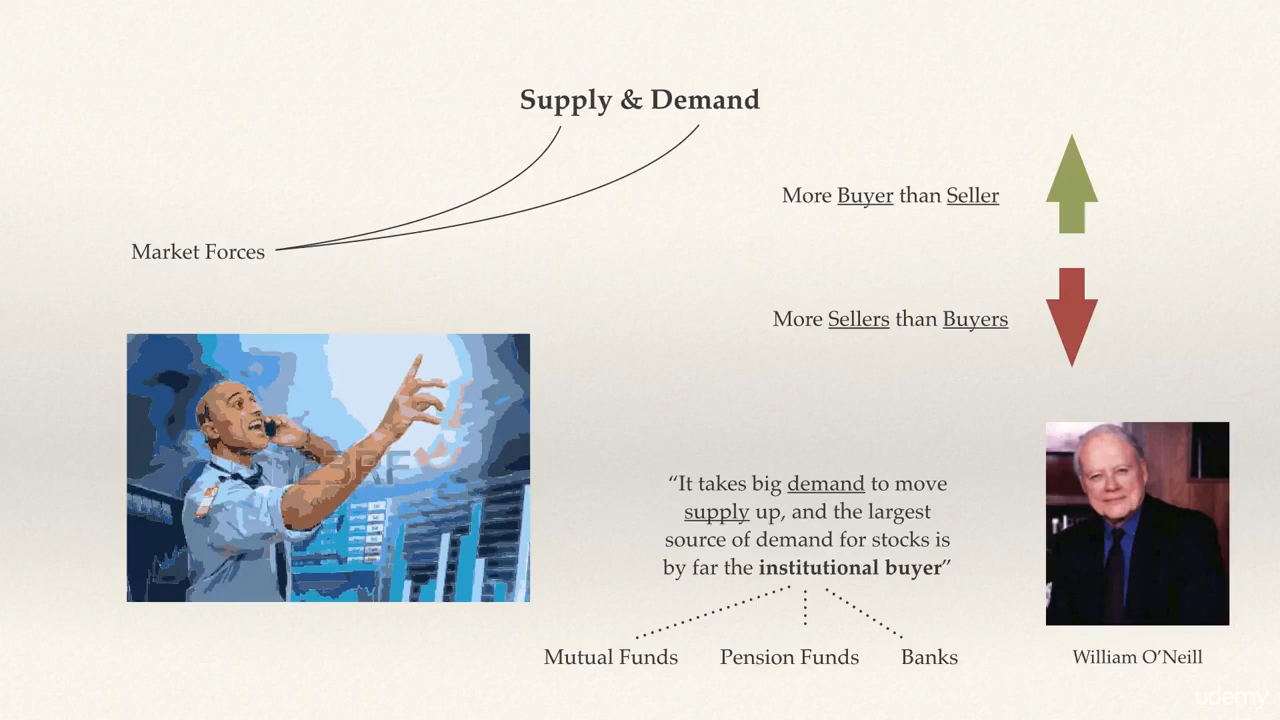 Supply & Demand
More Buyer than Seller
Market Forces
More Sellers than Buyers
“It takes big demand to move
supply up, and the largest
source of demand for stocks is
by far the institutional buyer”
Mutual Funds
Pension Funds
Banks
William O’Neill
udemy